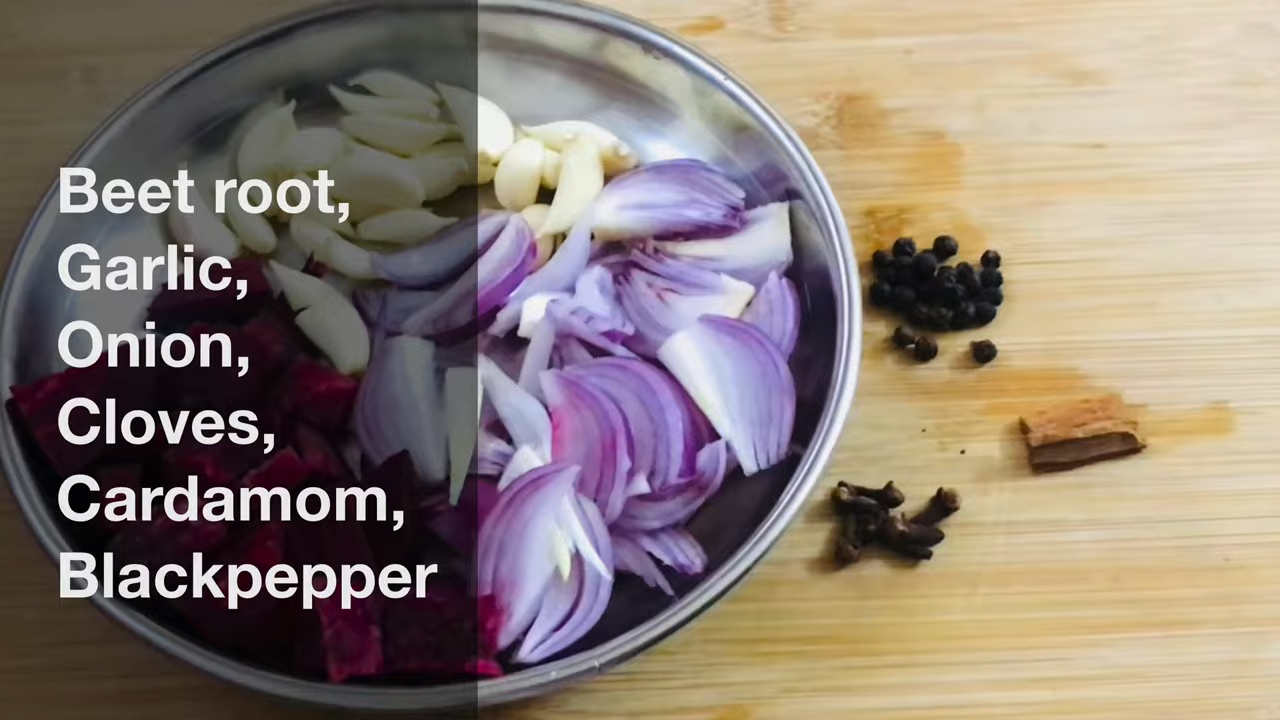 Beet root,
Garlic,
Onion,
Cloves,
Cardamom,
Blackpepper